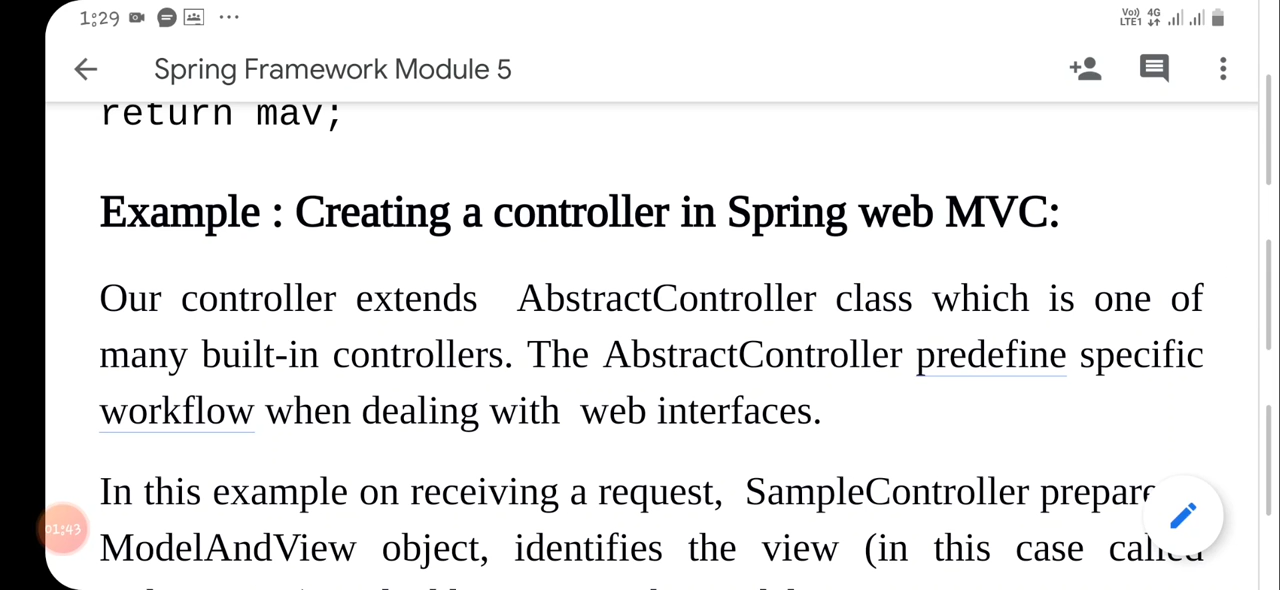 1:29
Vo)) 4G
LTE1
Spring Framework Module 5
return mav;
Example : Creating a controller in Spring web MVC:
Our controller extends AbstractController class which is one of
many built-in controllers. The AbstractController predefine specific
workflow when dealing with web interfaces.
In this example on receiving a request, SampleController prepare
01:43
ModelAndView object, identifies the view (in this case called